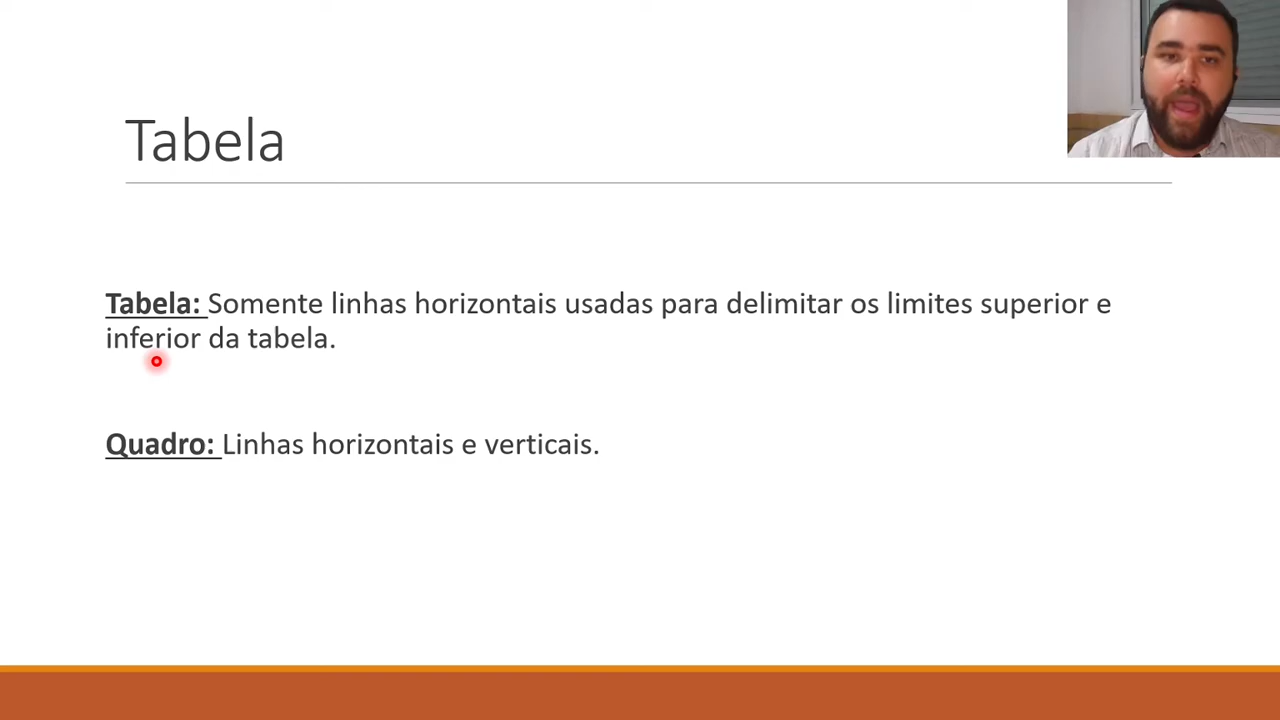 Tabela
Tabela: Somente linhas horizontais usadas para delimitar os limites superior e
inferior da tabela.
Quadro: Linhas horizontais e verticais.